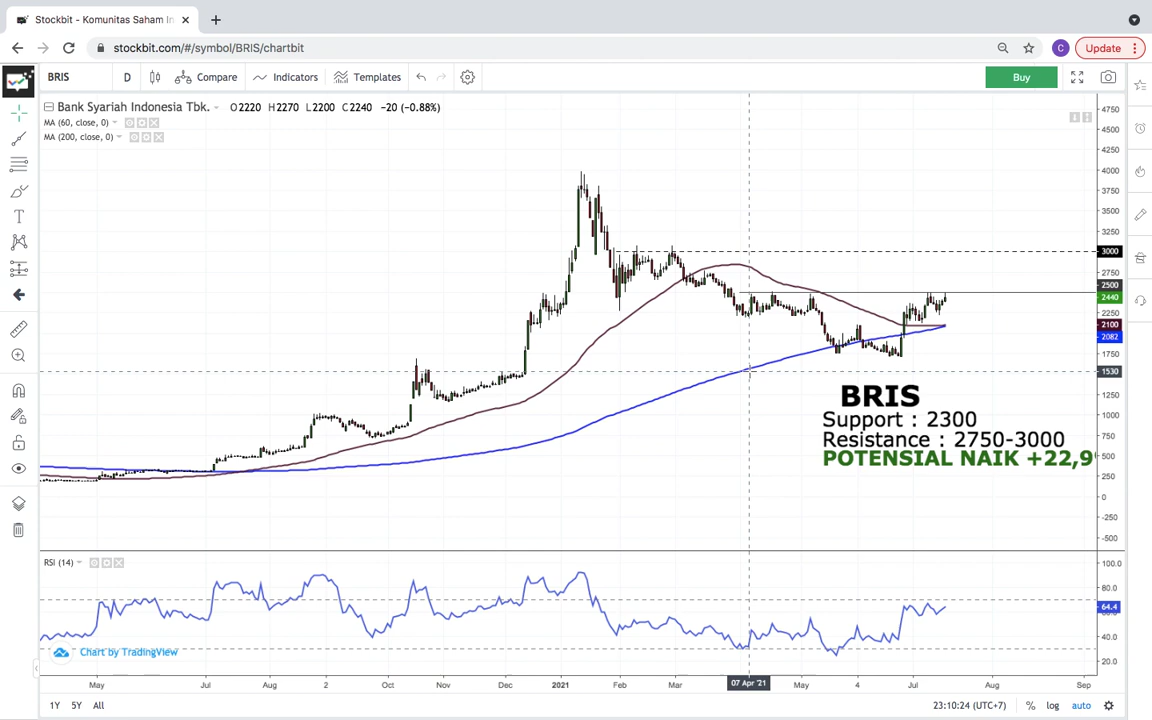 Stockbit - Komunitas Saham In
stockbit.com/#/symbol/BRIS/chartbit
C
Update
BRIS
D
Compare
Indicators
Templates
Buy
Bank Syariah Indonesia Tbk. O2220 H2270 L2200 C2240 -20 (-0.88%)
MA (60, close, 0)
MA (200, close, 0)
4750
4500
4250
4000
3750
3500
3250
3000
2750
2500
2440
2250
2100
2082
1750
1530
1250
1000
750
500
250
0
-250
-500
BRIS
Support : 2300
Resistance : 2750-3000
POTENSIAL NAIK +22,9
RSI (14)
100.0
80.0
64.4
40.0
20.0
Chart by TradingView
May Jul Aug 2 Oct Nov Dec 2021 Feb Mar 07 Apr '21 May 4 Jul Aug Sep
1Y 5Y All
23:10:24 (UTC+7) % log auto